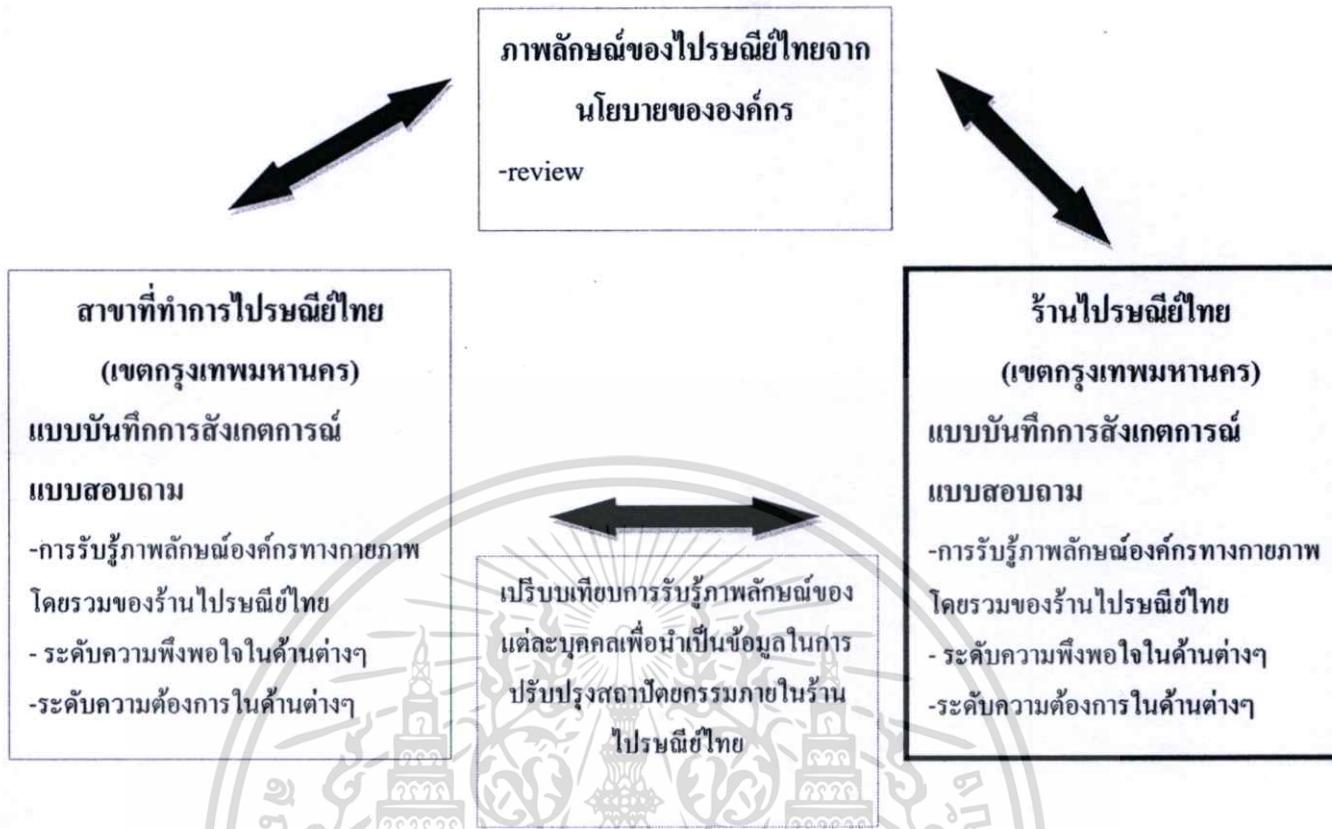 ภาพลักษณ์ของไปรษณีย์ไทยจาก
นโยบายขององค์กร
-review
สาขาที่ทำการไปรษณีย์ไทย
(เขตกรุงเทพมหานคร)
แบบบันทึกการสังเกตการณ์
แบบสอบถาม
-การรับรู้ภาพลักษณ์องค์กรทางกายภาพ
โดยรวมของร้านไปรษณีย์ไทย
- ระดับความพึงพอใจในด้านต่างๆ
-ระดับความต้องการในด้านต่างๆ
เปรียบเทียบการรับรู้ภาพลักษณ์ของ
แต่ละบุคคลเพื่อนำเป็นข้อมูลในการ
ปรับปรุงสถาปัตยกรรมภายในร้าน
ไปรษณีย์ไทย
ร้านไปรษณีย์ไทย
(เขตกรุงเทพมหานคร)
แบบบันทึกการสังเกตการณ์
แบบสอบถาม
-การรับรู้ภาพลักษณ์องค์กรทางกายภาพ
โดยรวมของร้านไปรษณีย์ไทย
- ระดับความพึงพอใจในด้านต่างๆ
-ระดับความต้องการในด้านต่างๆ